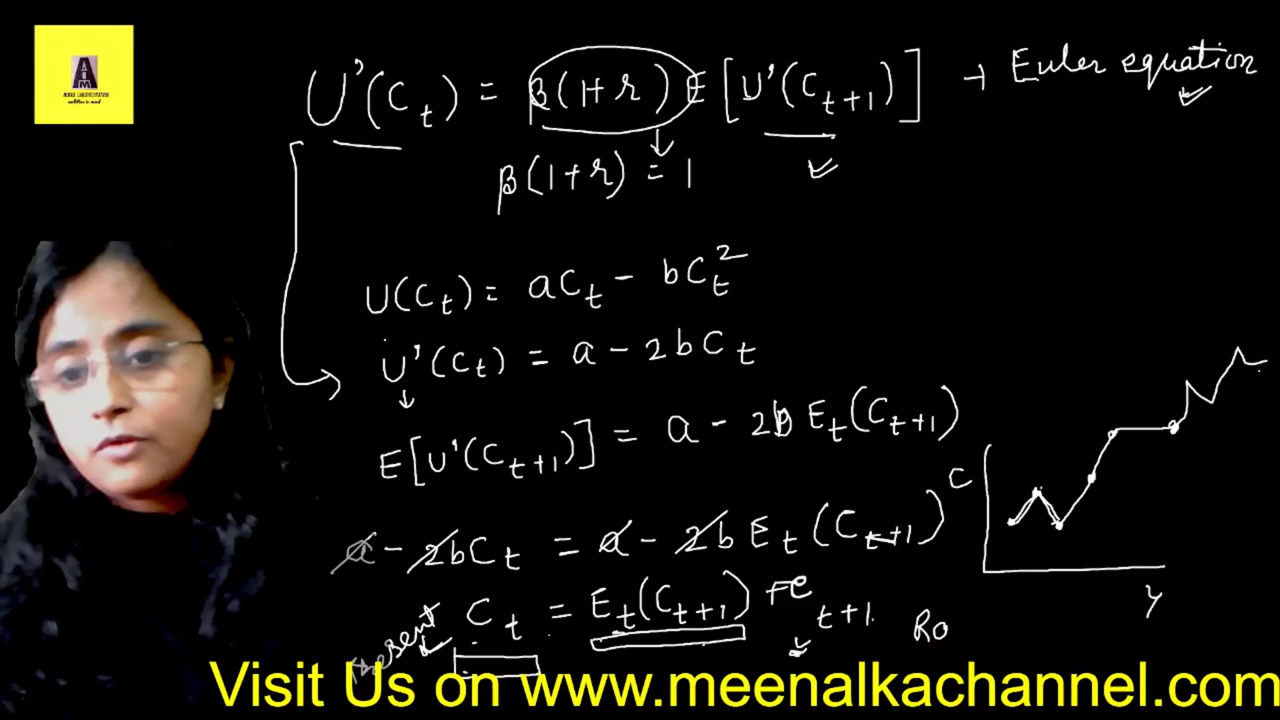 U'(Ct) = β(1+r) E[U'(Ct+1)] → Euler equation
β(1+r) = 1
U(Ct) = aCt - bCt²
U'(Ct) = a - 2bCt
E[U'(Ct+1)] = a - 2b Et(Ct+1)
a - 2bCt = a - 2b Et(Ct+1)
present Ct = Et(Ct+1) + et+1 Ro
C
y
Visit Us on www.meenalkachannel.com